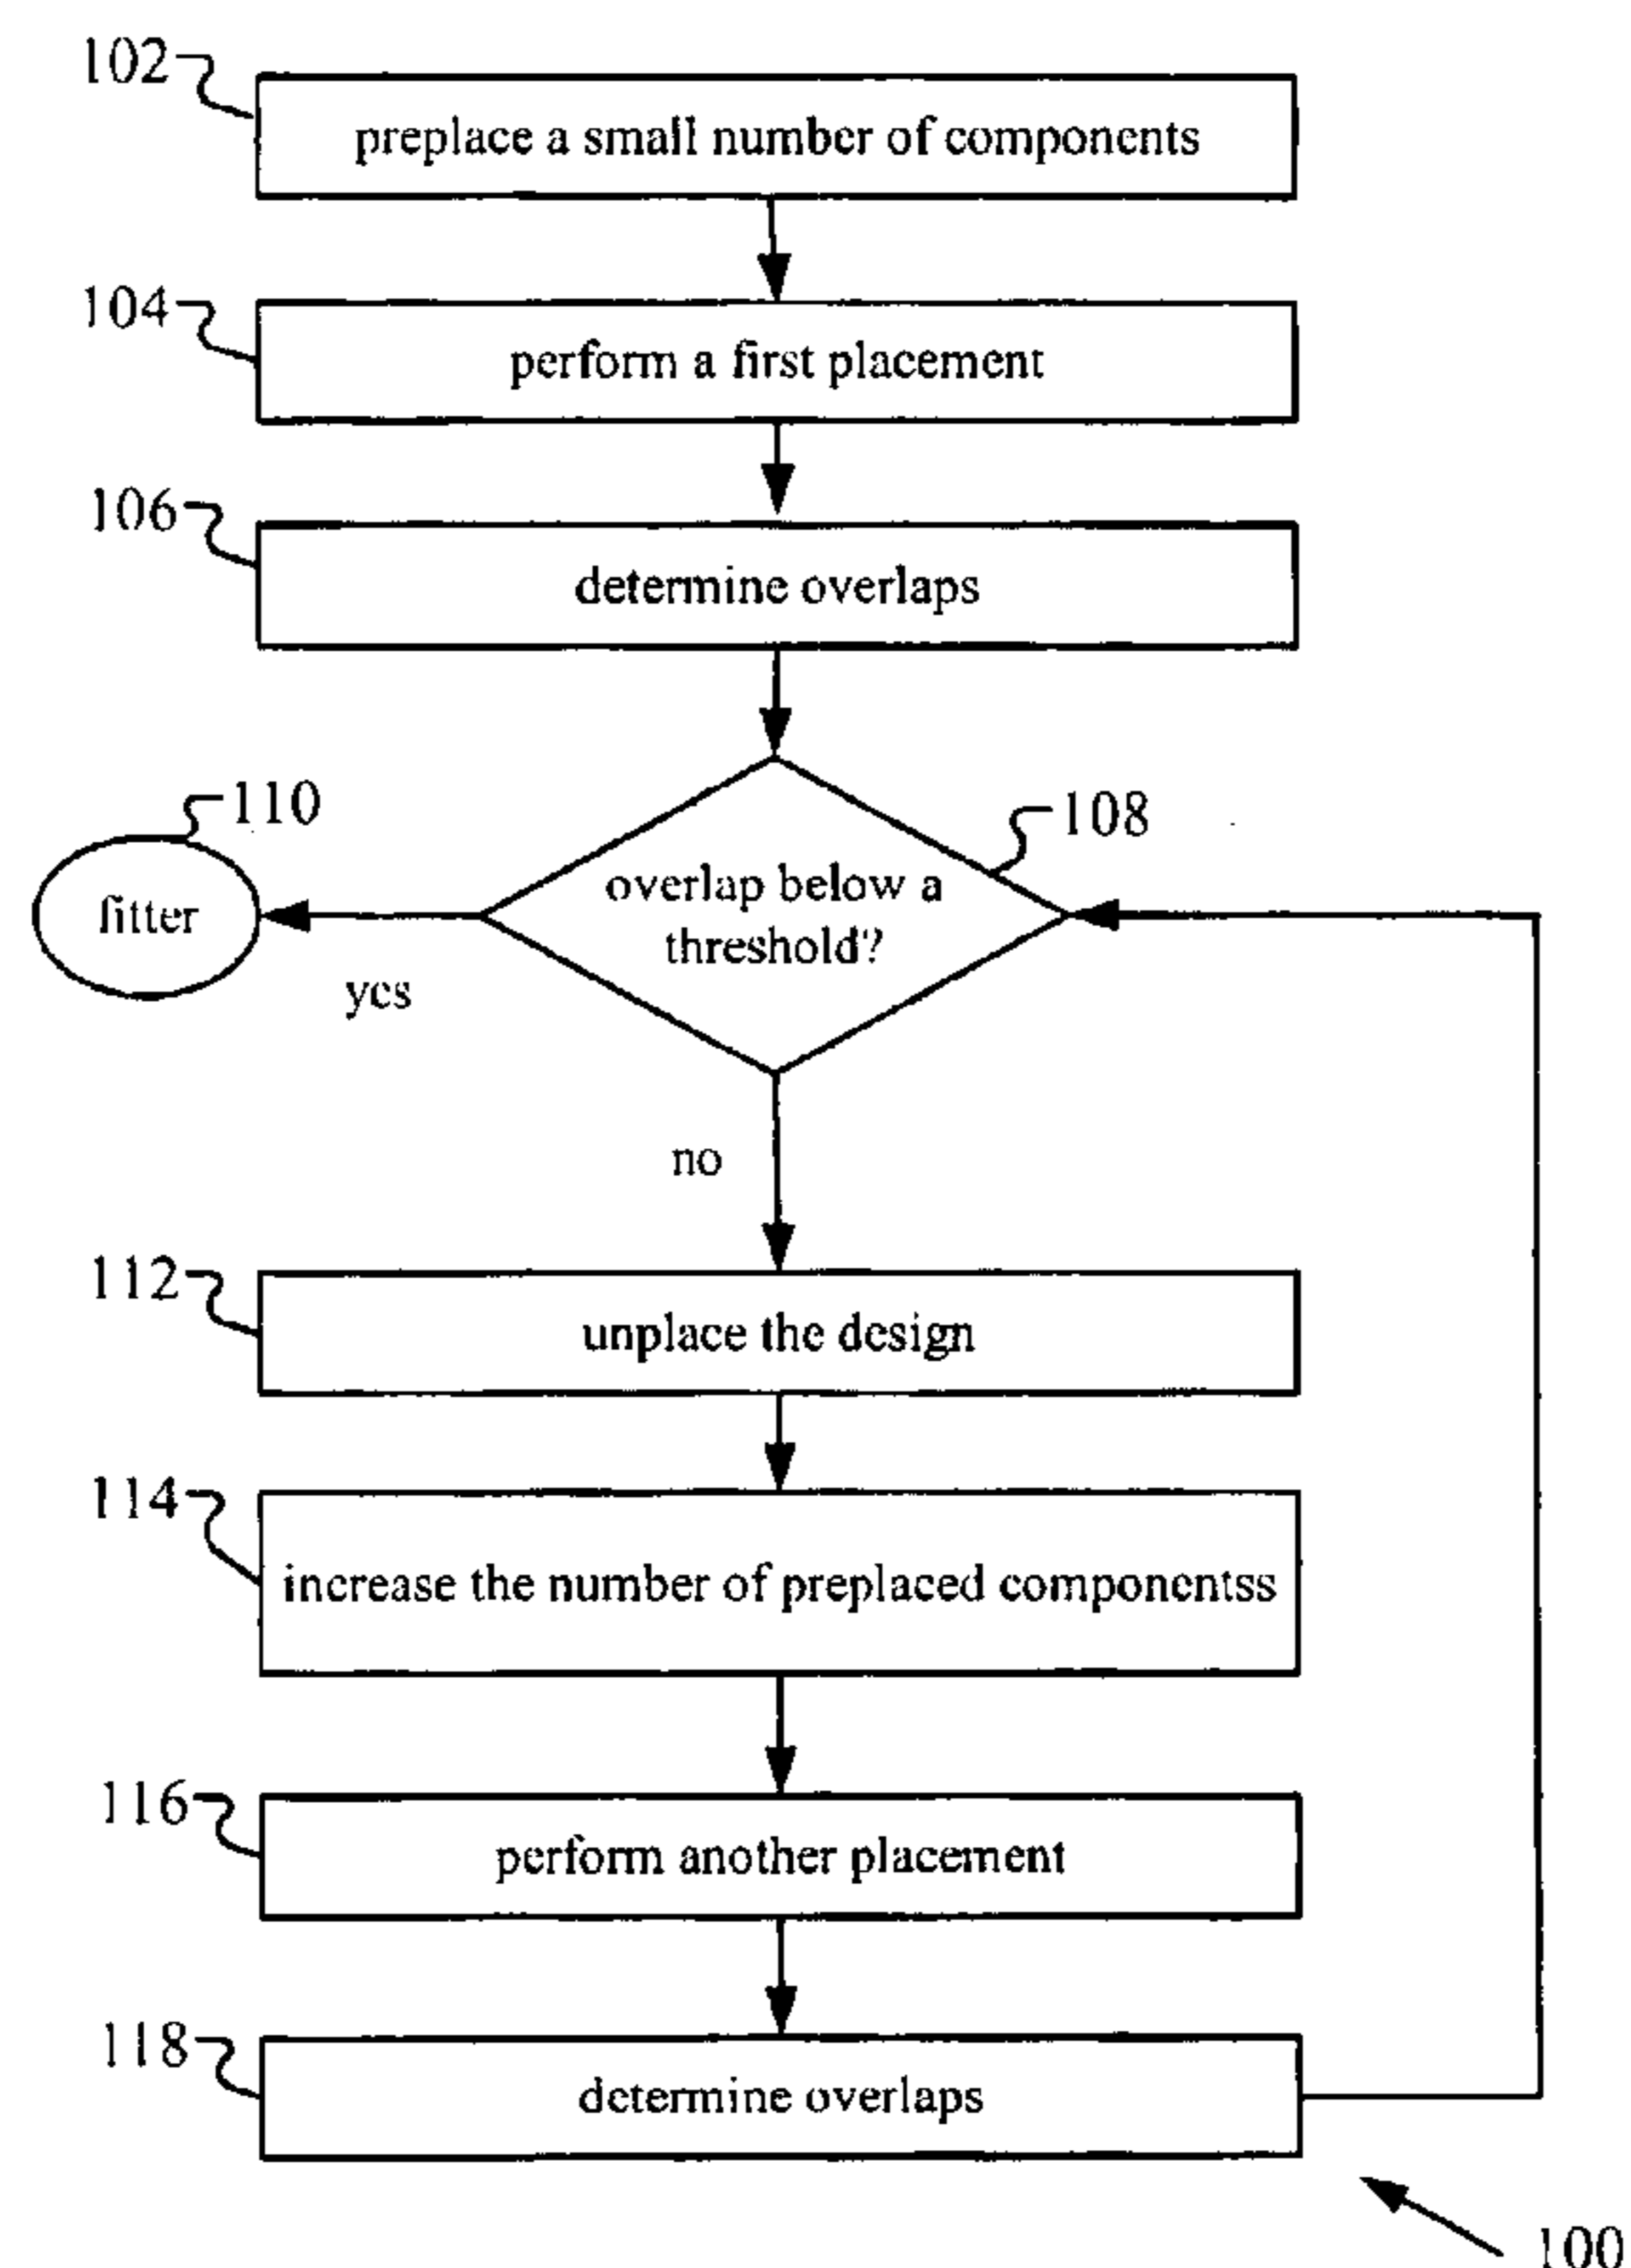 102
preplace a small number of components
104
perform a first placement
106
determine overlaps
110
108
fitter
overlap below a
threshold?
yes
no
112
unplace the design
114
increase the number of preplaced componentss
116
perform another placement
118
determine overlaps
100